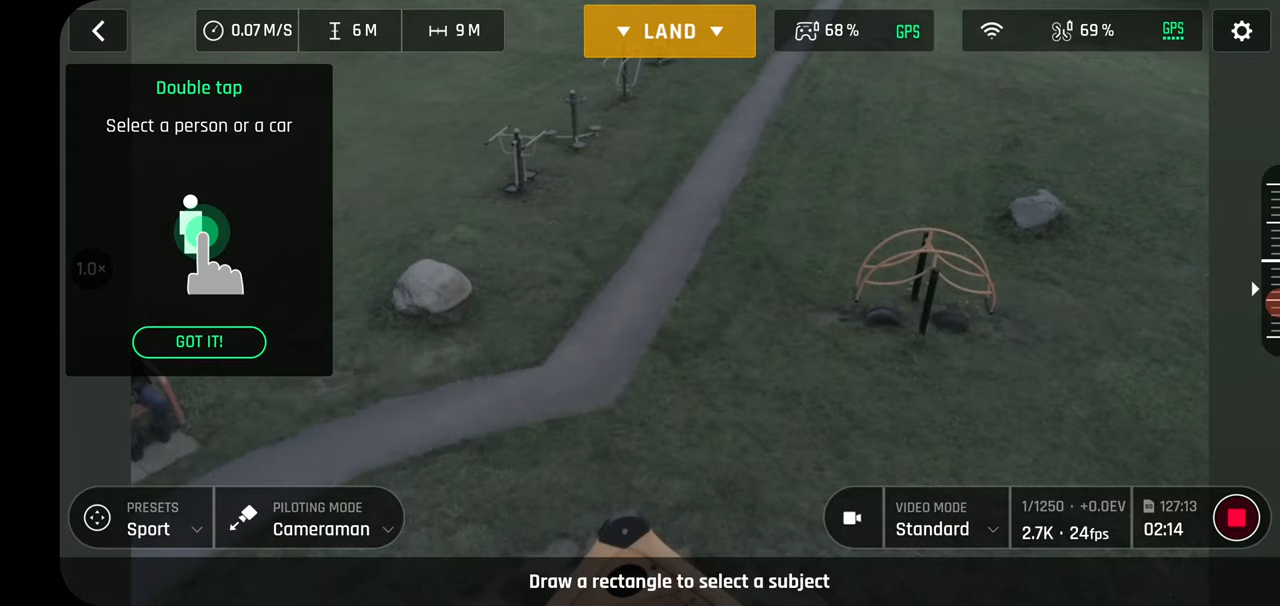 0.07 M/S
6 M
9 M
LAND
68 %
GPS
69 %
GPS
Double tap
Select a person or a car
1.0×
GOT IT!
PRESETS
Sport
PILOTING MODE
Cameraman
VIDEO MODE
Standard
1/1250 · +0.0EV
2.7K · 24fps
127:13
02:14
Draw a rectangle to select a subject